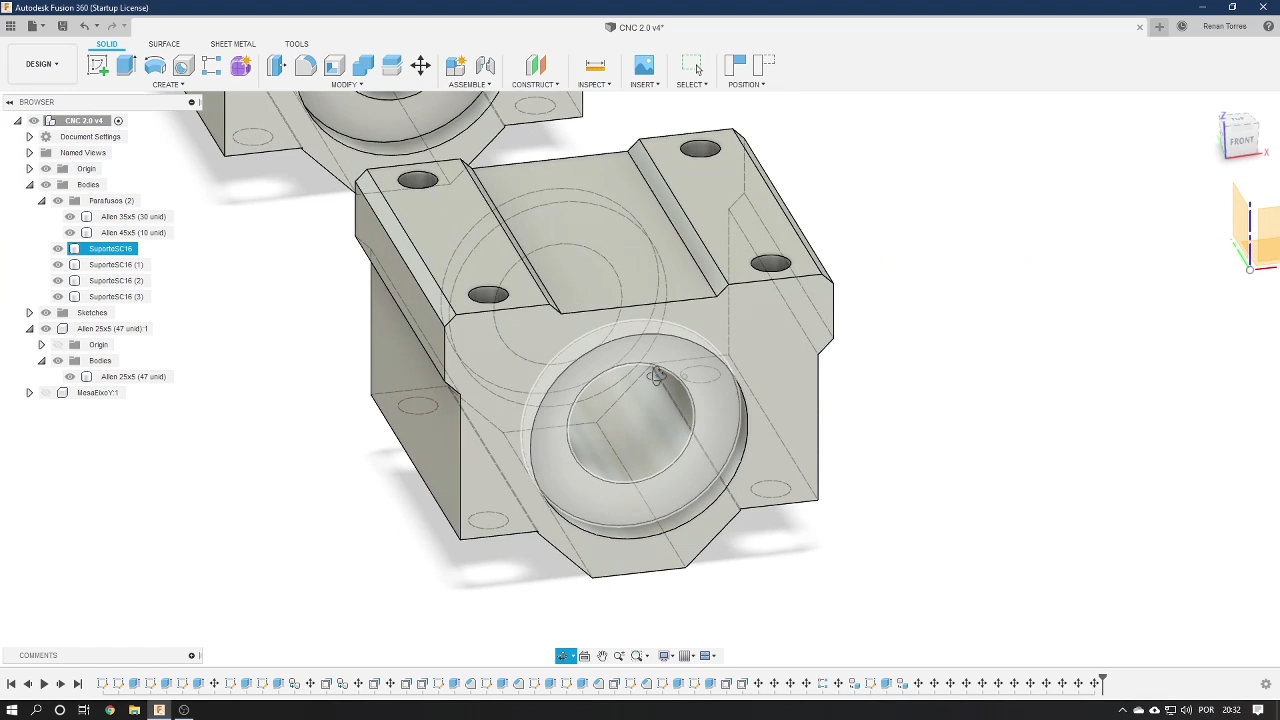 Autodesk Fusion 360 (Startup License)
CNC 2.0 v4*
Renan Torres
SOLID SURFACE SHEET METAL TOOLS
DESIGN
CREATE MODIFY ASSEMBLE CONSTRUCT INSPECT INSERT SELECT POSITION
BROWSER
CNC 2.0 v4
Document Settings
Named Views
Origin
Bodies
Parafusos (2)
Allen 35x5 (30 unid)
Allen 45x5 (10 unid)
SuporteSC16
SuporteSC16 (1)
SuporteSC16 (2)
SuporteSC16 (3)
Sketches
Allen 25x5 (47 unid):1
Origin
Bodies
Allen 25x5 (47 unid)
MesaEixoY:1
Z
TOP
FRONT
X
COMMENTS
POR
20:32